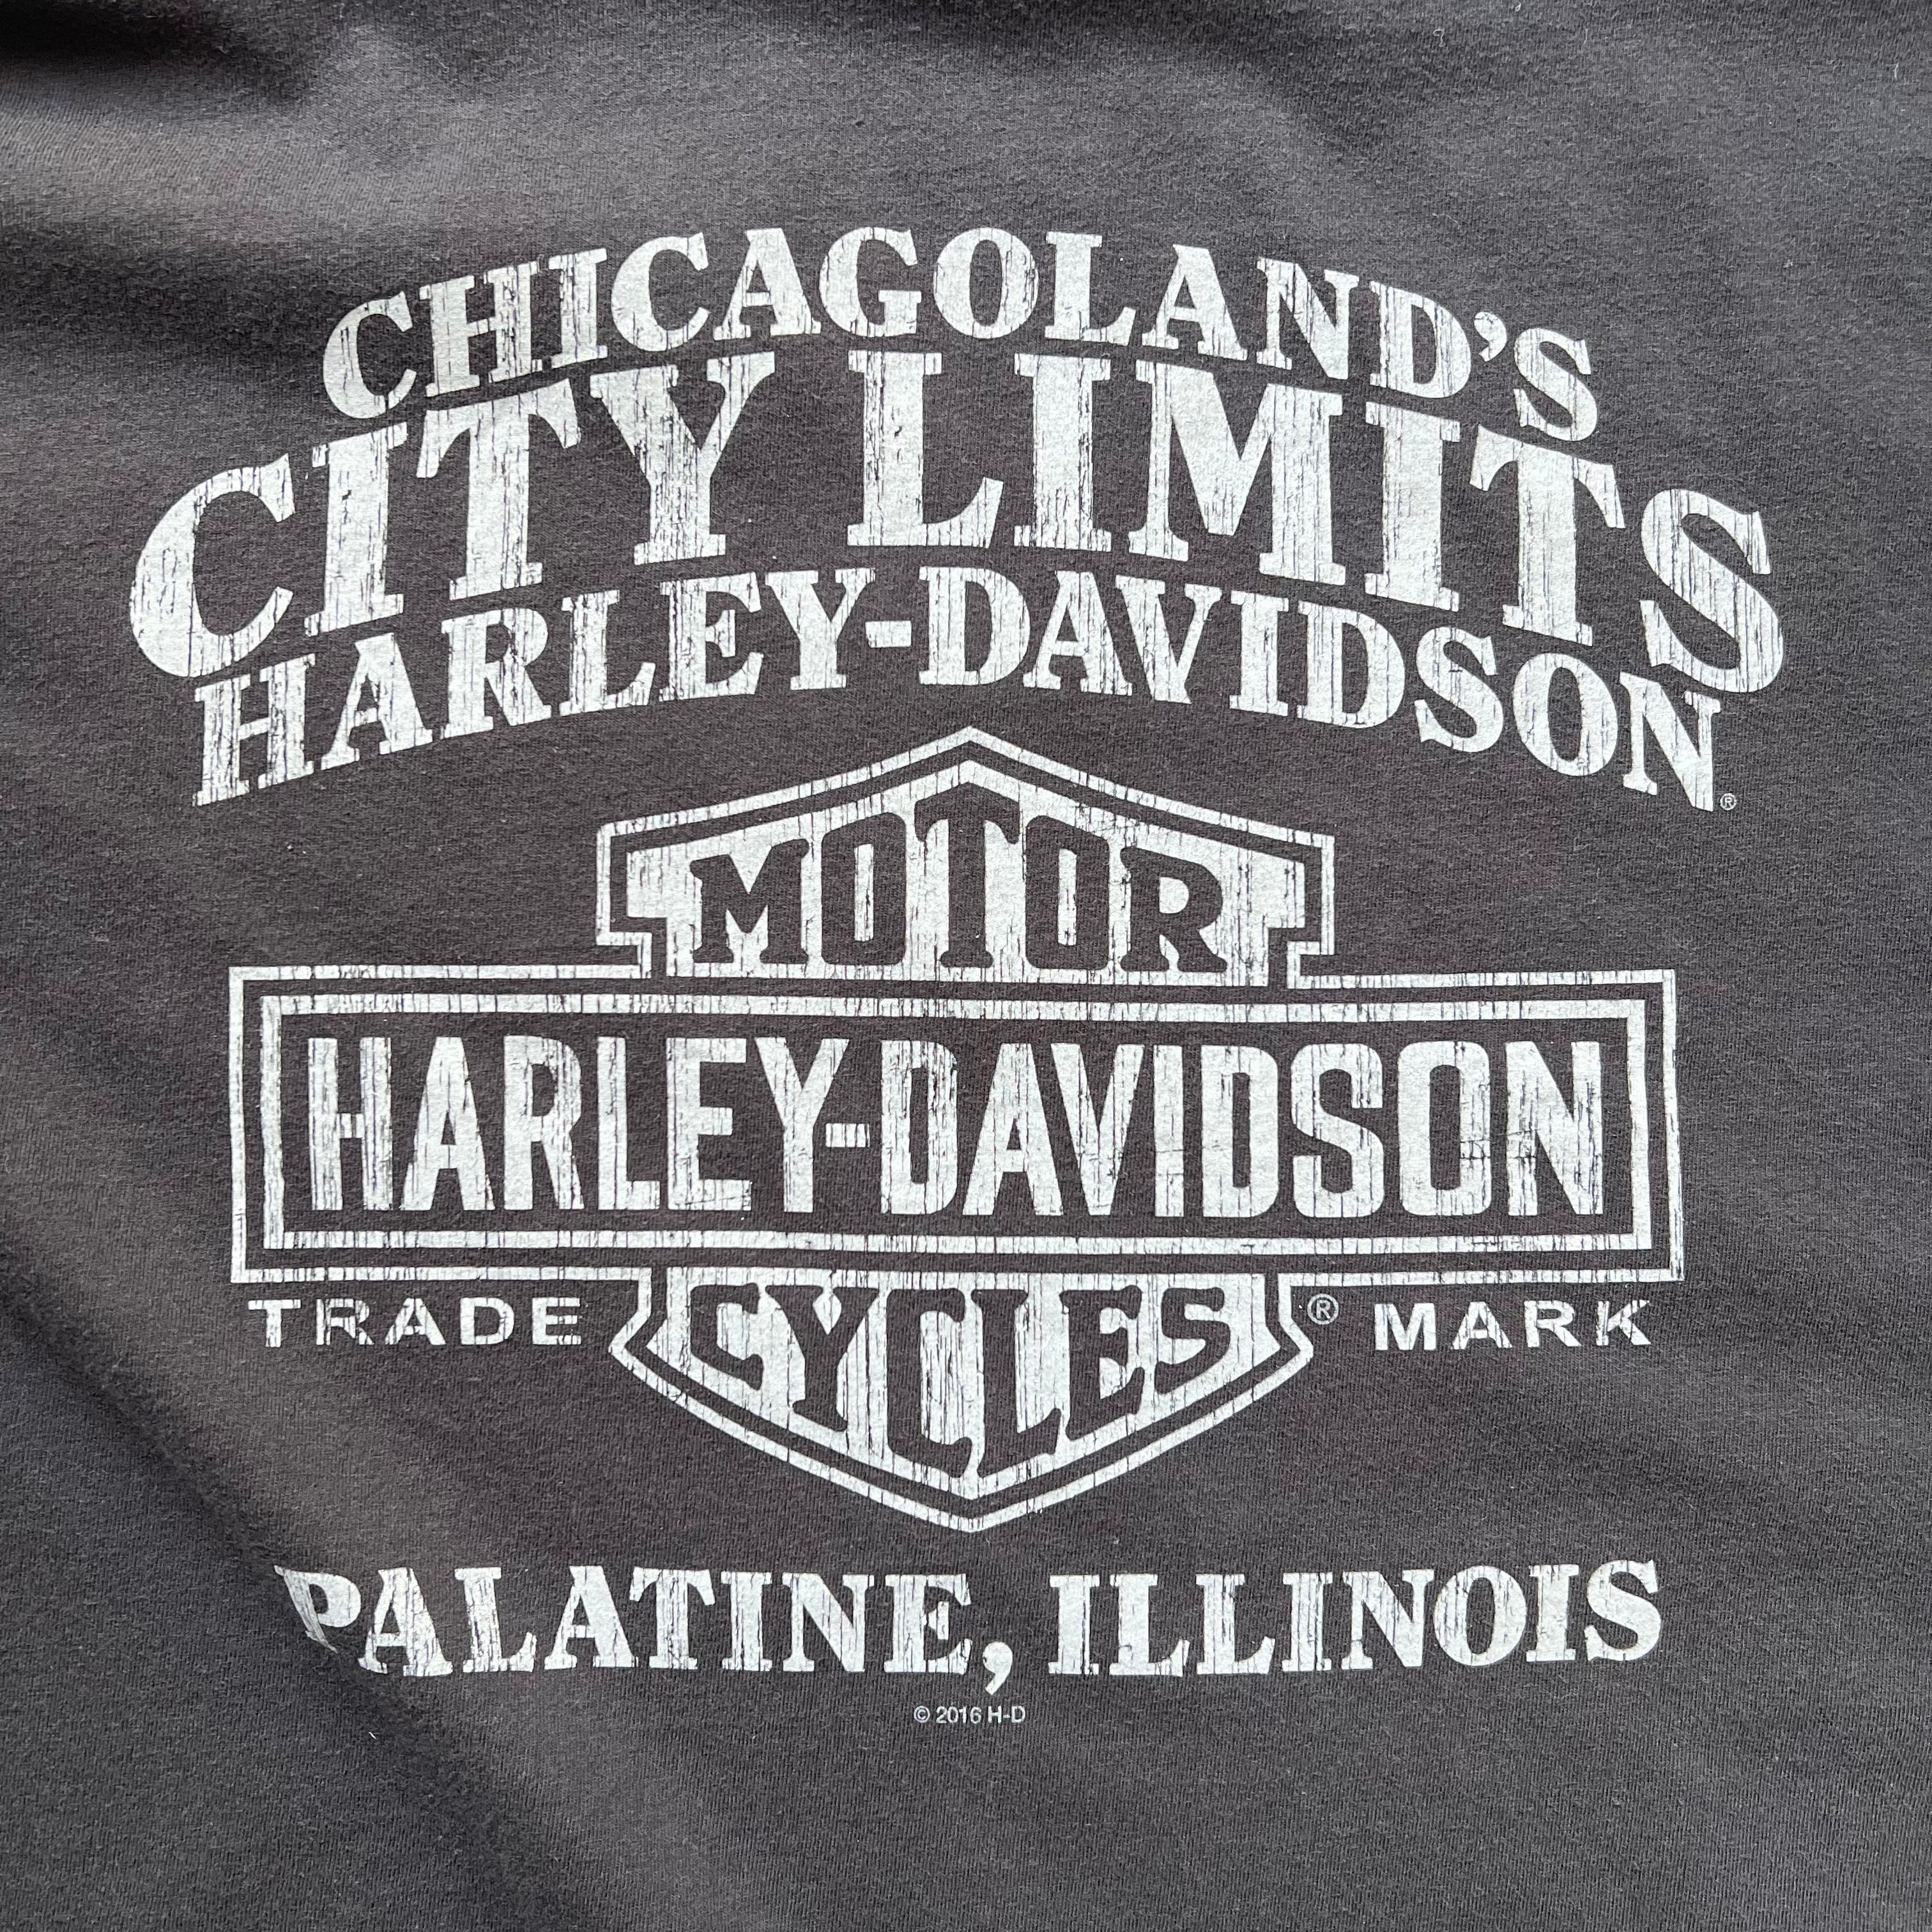 CHICAGOLAND'S
CITY LIMITS
HARLEY-DAVIDSON®
MOTOR
HARLEY-DAVIDSON
TRADE CYCLES® MARK
PALATINE, ILLINOIS
© 2016 H-D